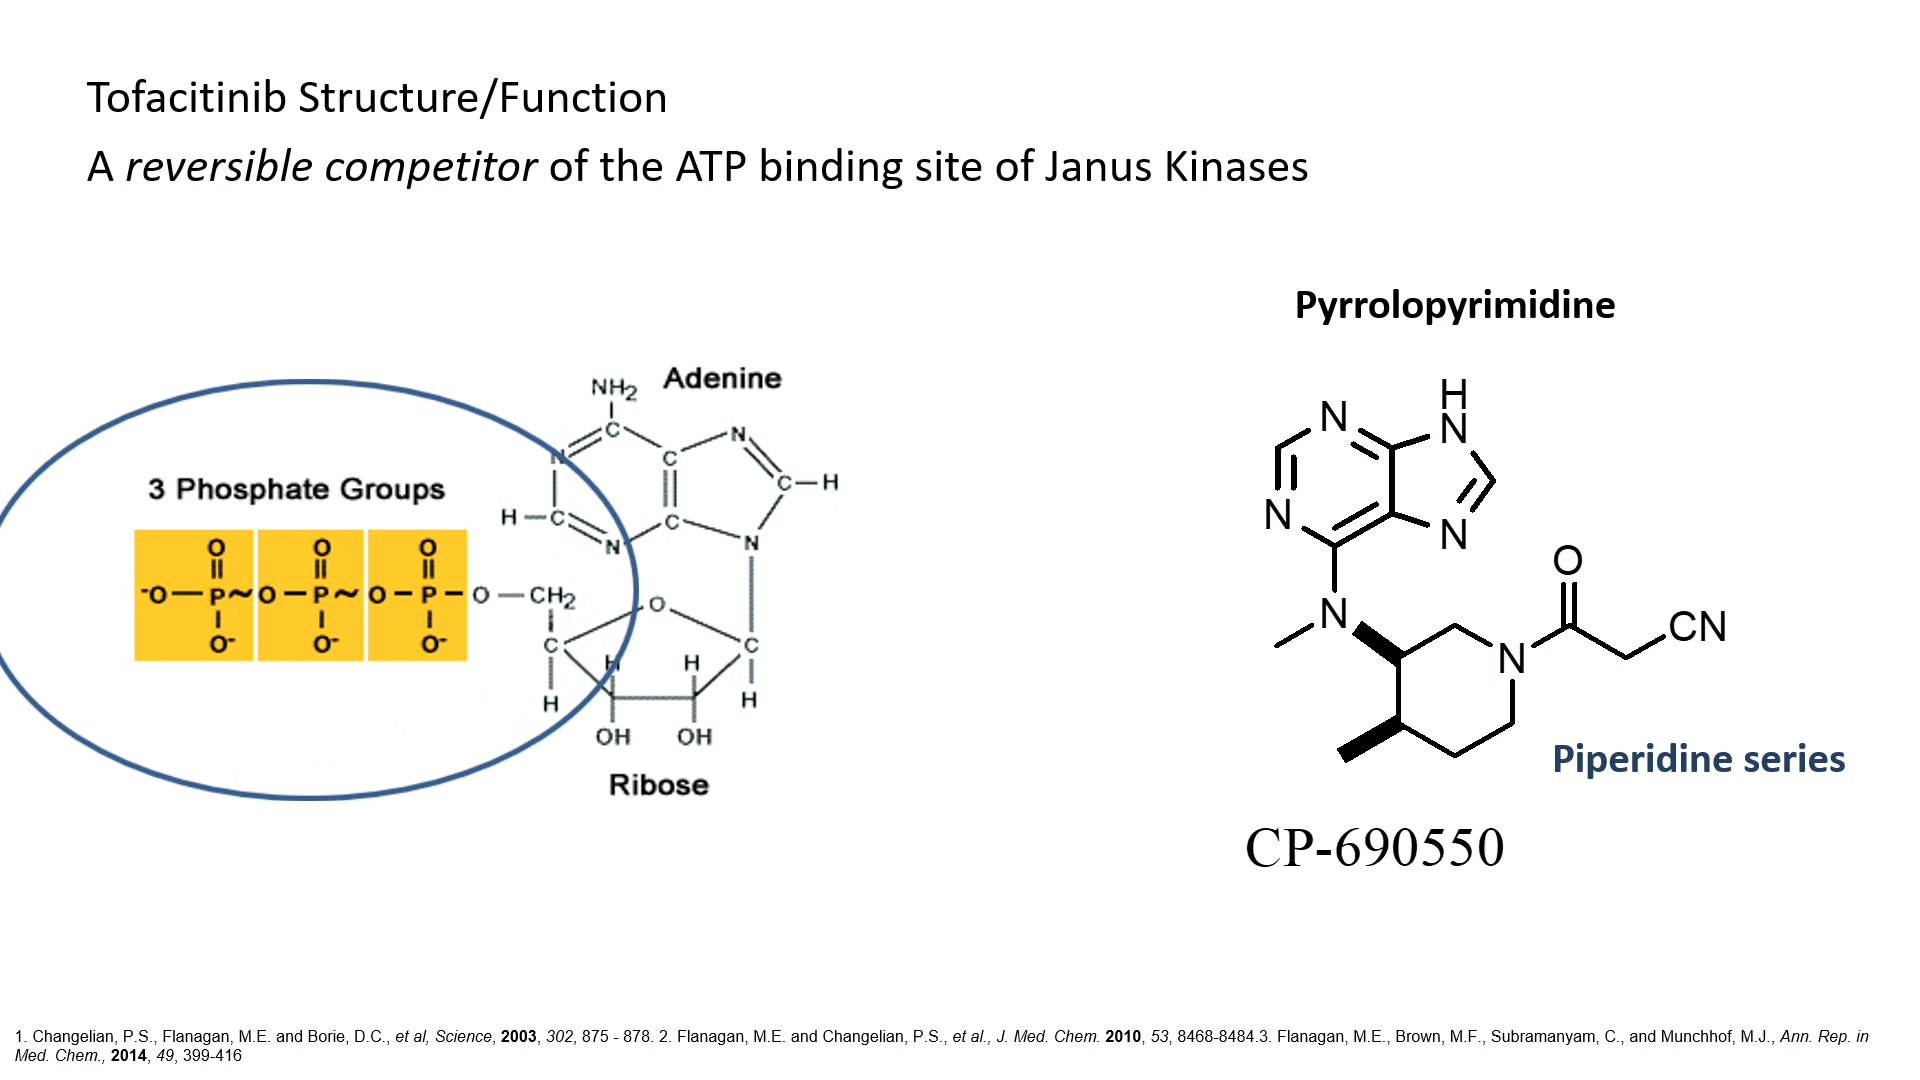 Tofacitinib Structure/Function
A reversible competitor of the ATP binding site of Janus Kinases
Pyrrolopyrimidine
NH2 Adenine
C N
N C
C H
3 Phosphate Groups
H C C
N N
O O O
-O P~ O P~ O P O CH2
O- O- O-
O
C C
H H
H H
OH OH
Ribose
H
N N
N N
O
N CN
N
Piperidine series
CP-690550
1. Changelian, P.S., Flanagan, M.E. and Borie, D.C., et al, Science, 2003, 302, 875 - 878. 2. Flanagan, M.E. and Changelian, P.S., et al., J. Med. Chem. 2010, 53, 8468-8484.3. Flanagan, M.E., Brown, M.F., Subramanyam, C., and Munchhof, M.J., Ann. Rep. in
Med. Chem., 2014, 49, 399-416